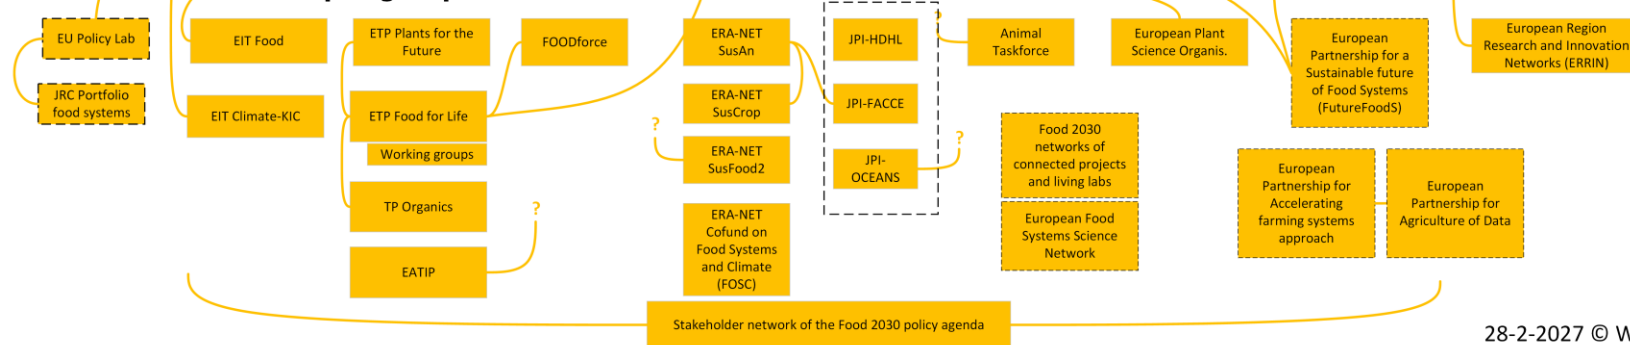 EU Policy Lab
JRC Portfolio
food systems
EIT Food
EIT Climate-KIC
ETP Plants for the
Future
ETP Food for Life
Working groups
TP Organics
EATIP
?
FOODforce
?
ERA-NET
SusAn
ERA-NET
SusCrop
ERA-NET
SusFood2
ERA-NET
Cofund on
Food Systems
and Climate
(FOSC)
JPI-HDHL
JPI-FACCE
JPI-
OCEANS
?
?
Animal
Taskforce
Food 2030
networks of
connected projects
and living labs
European Food
Systems Science
Network
European Plant
Science Organis.
European
Partnership for a
Sustainable future
of Food Systems
(FutureFoodS)
European
Partnership for
Accelerating
farming systems
approach
European
Partnership for
Agriculture of Data
European Region
Research and Innovation
Networks (ERRIN)
Stakeholder network of the Food 2030 policy agenda
28-2-2027 © W